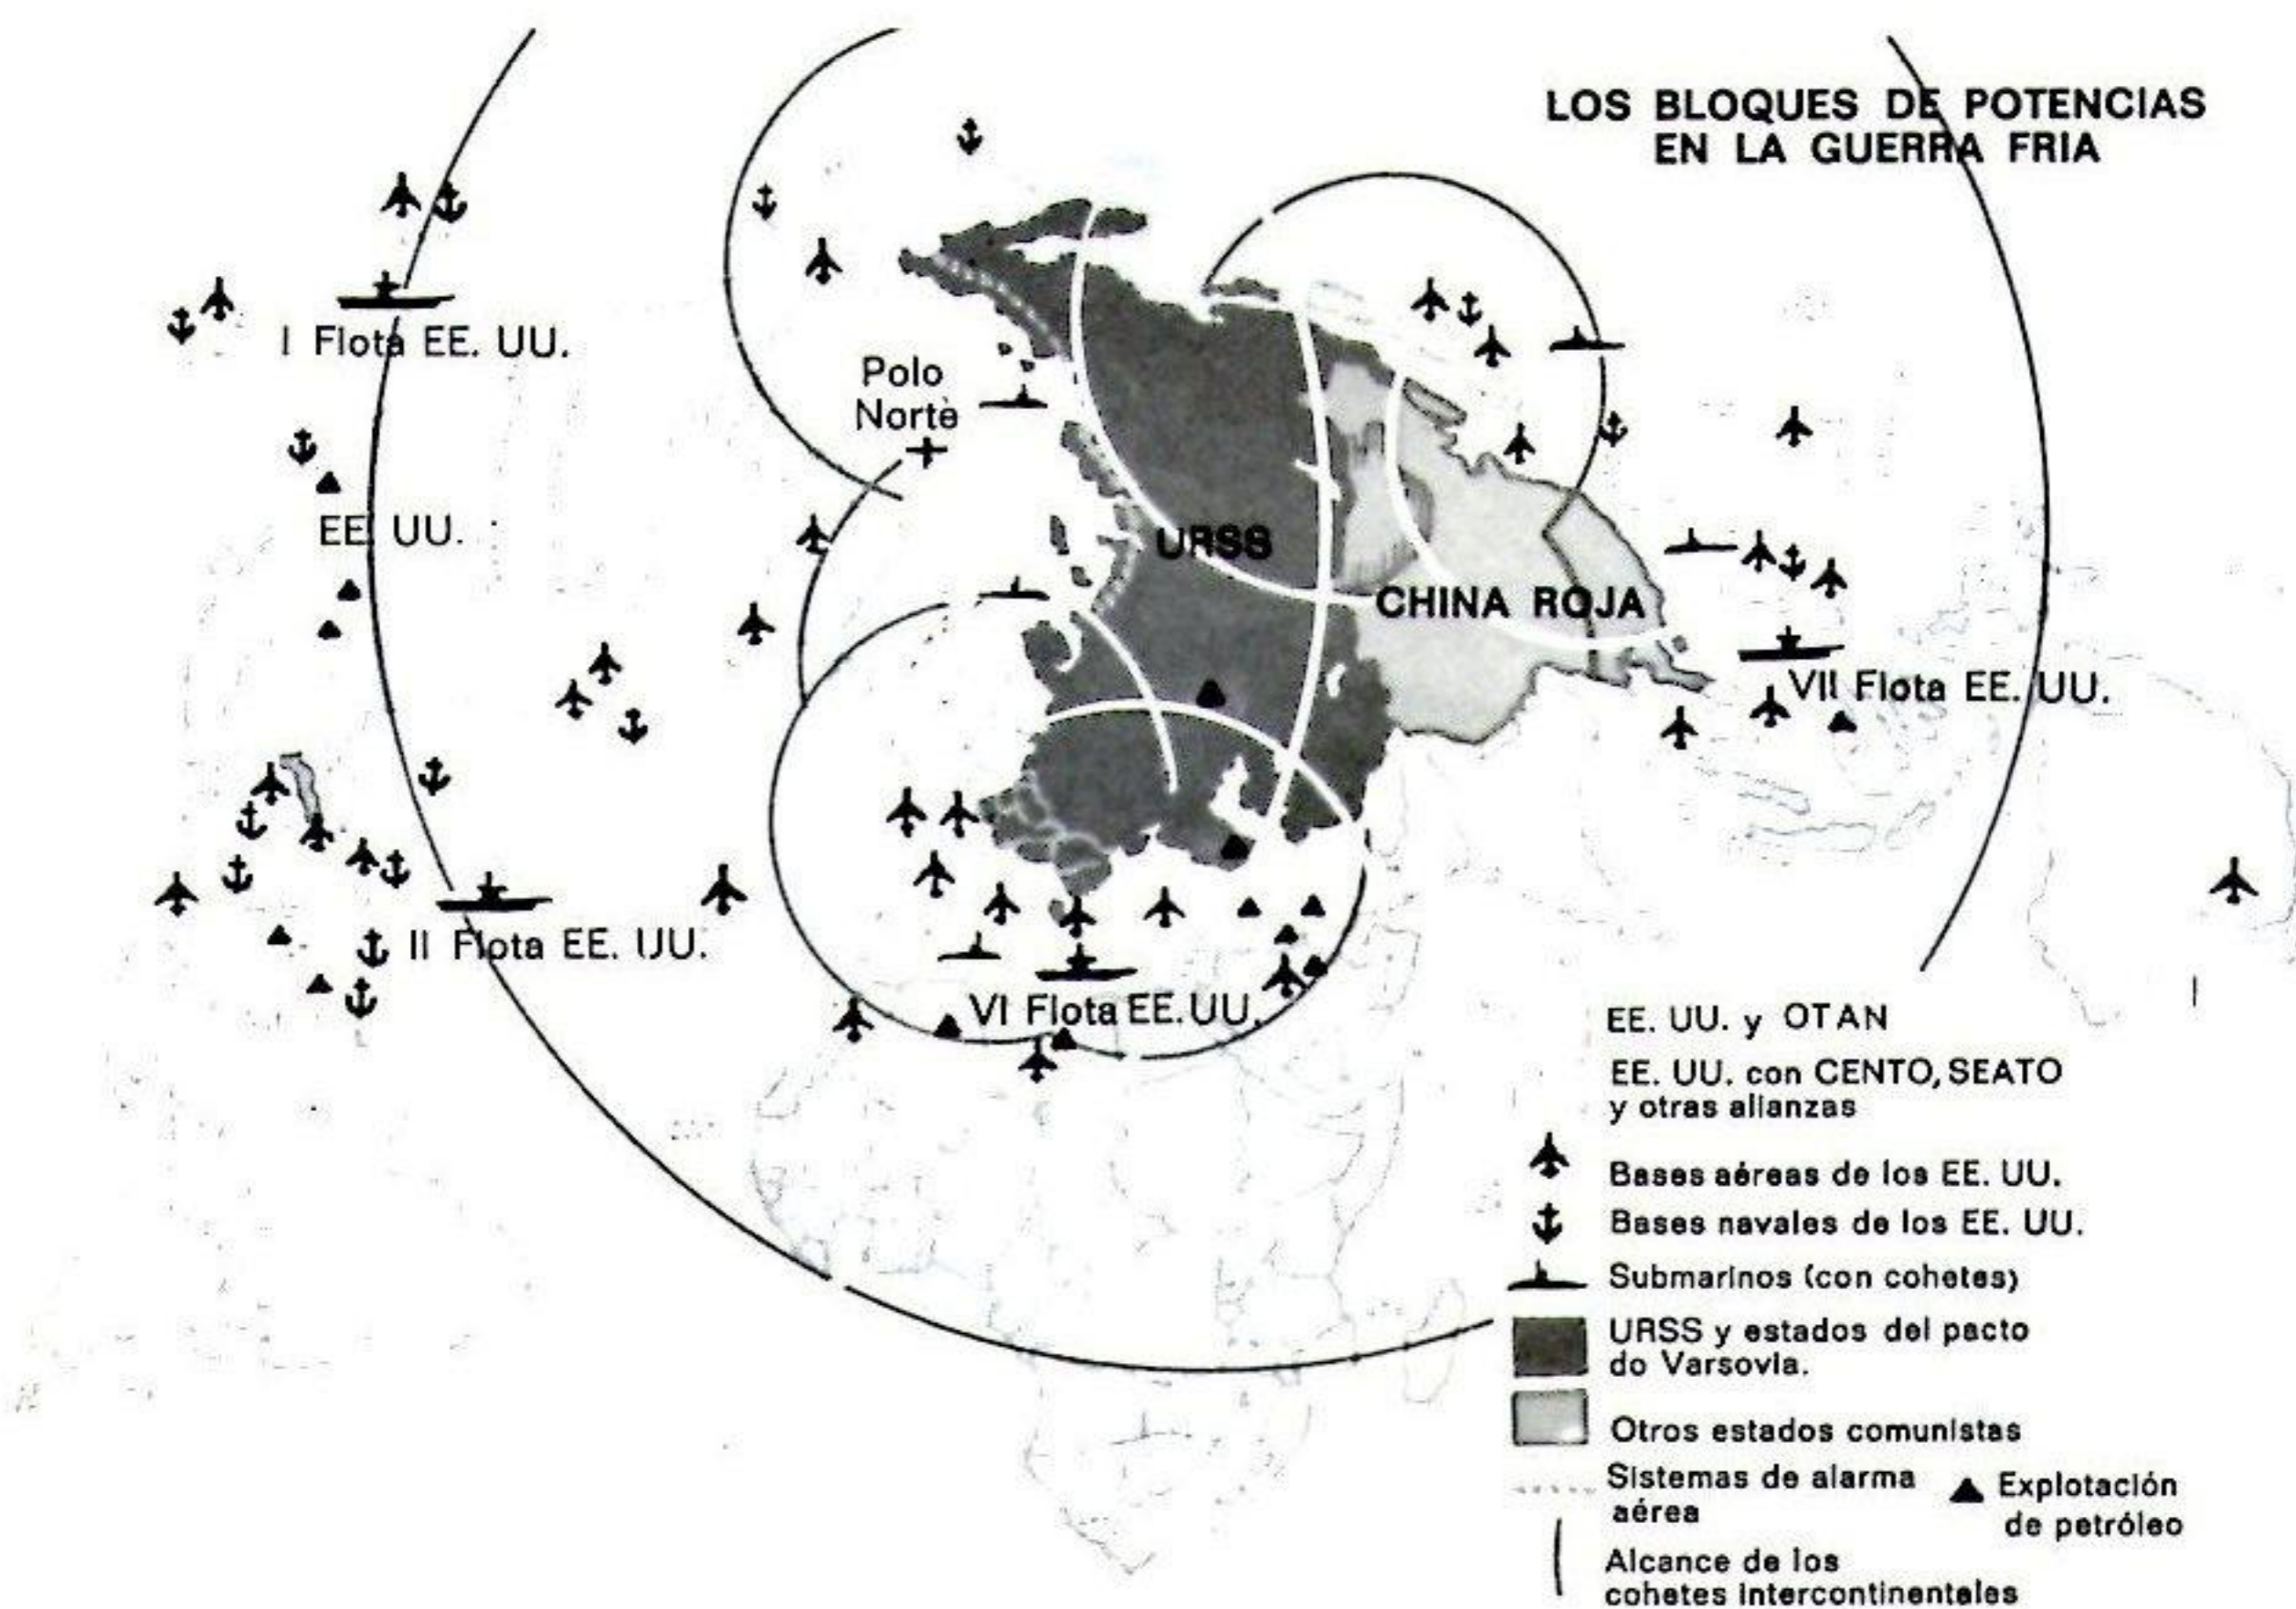 LOS BLOQUES DE POTENCIAS
EN LA GUERRA FRIA
I Flota EE. UU.
Polo
Norte
EE. UU.
URSS
CHINA ROJA
VII Flota EE. UU.
II Flota EE. UU.
VI Flota EE. UU.
EE. UU. y OTAN
EE. UU. con CENTO, SEATO
y otras alianzas
Bases aéreas de los EE. UU.
Bases navales de los EE. UU.
Submarinos (con cohetes)
URSS y estados del pacto
do Varsovia.
Otros estados comunistas
Sistemas de alarma
aérea
Explotación
de petróleo
Alcance de los
cohetes intercontinentales